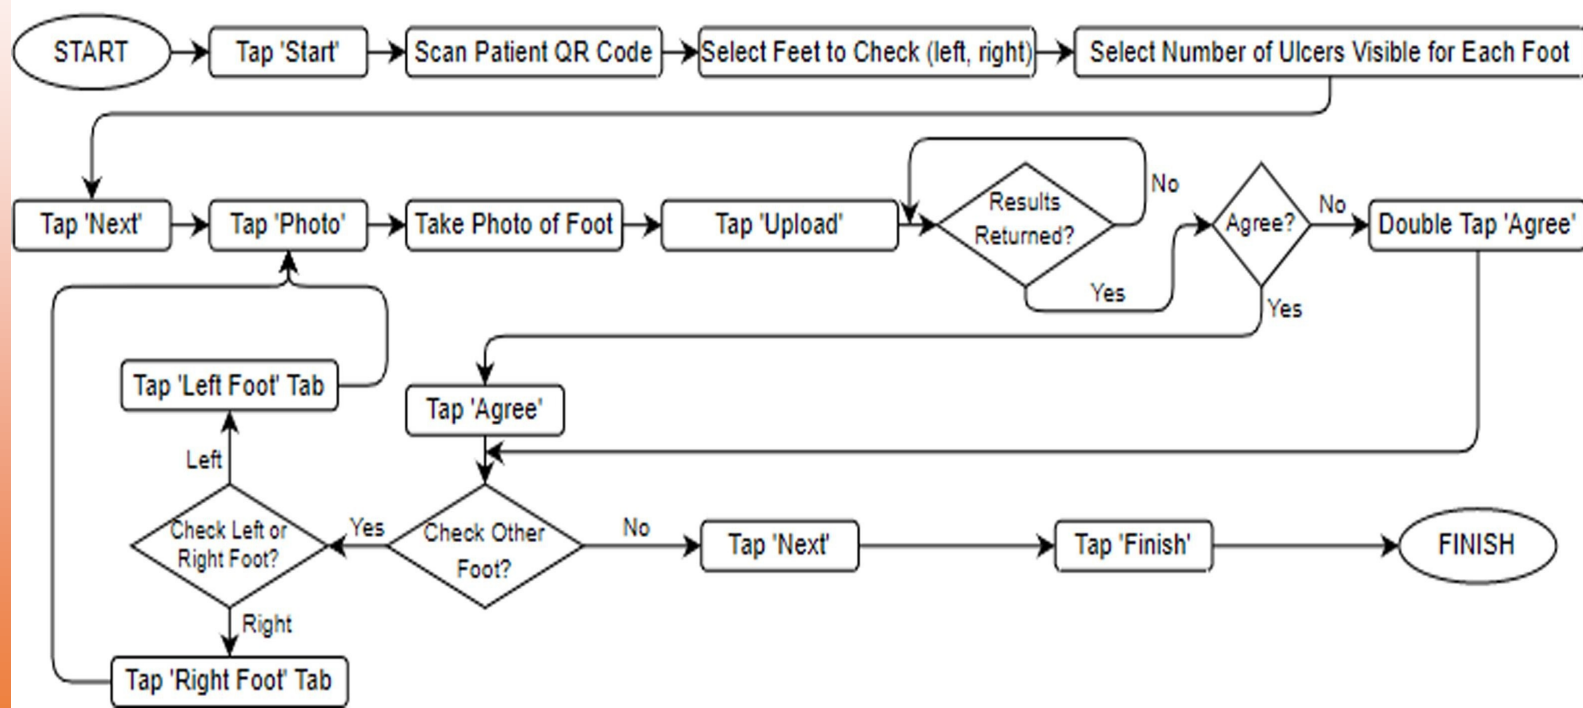 START
Tap 'Start'
Scan Patient QR Code
Select Feet to Check (left, right)
Select Number of Ulcers Visible for Each Foot
Tap 'Next'
Tap 'Photo'
Take Photo of Foot
Tap 'Upload'
Results
Returned?
No
Yes
Agree?
No
Yes
Double Tap 'Agree'
Tap 'Left Foot' Tab
Tap 'Agree'
Left
Check Left or
Right Foot?
Yes
Check Other
Foot?
No
Tap 'Next'
Tap 'Finish'
FINISH
Right
Tap 'Right Foot' Tab